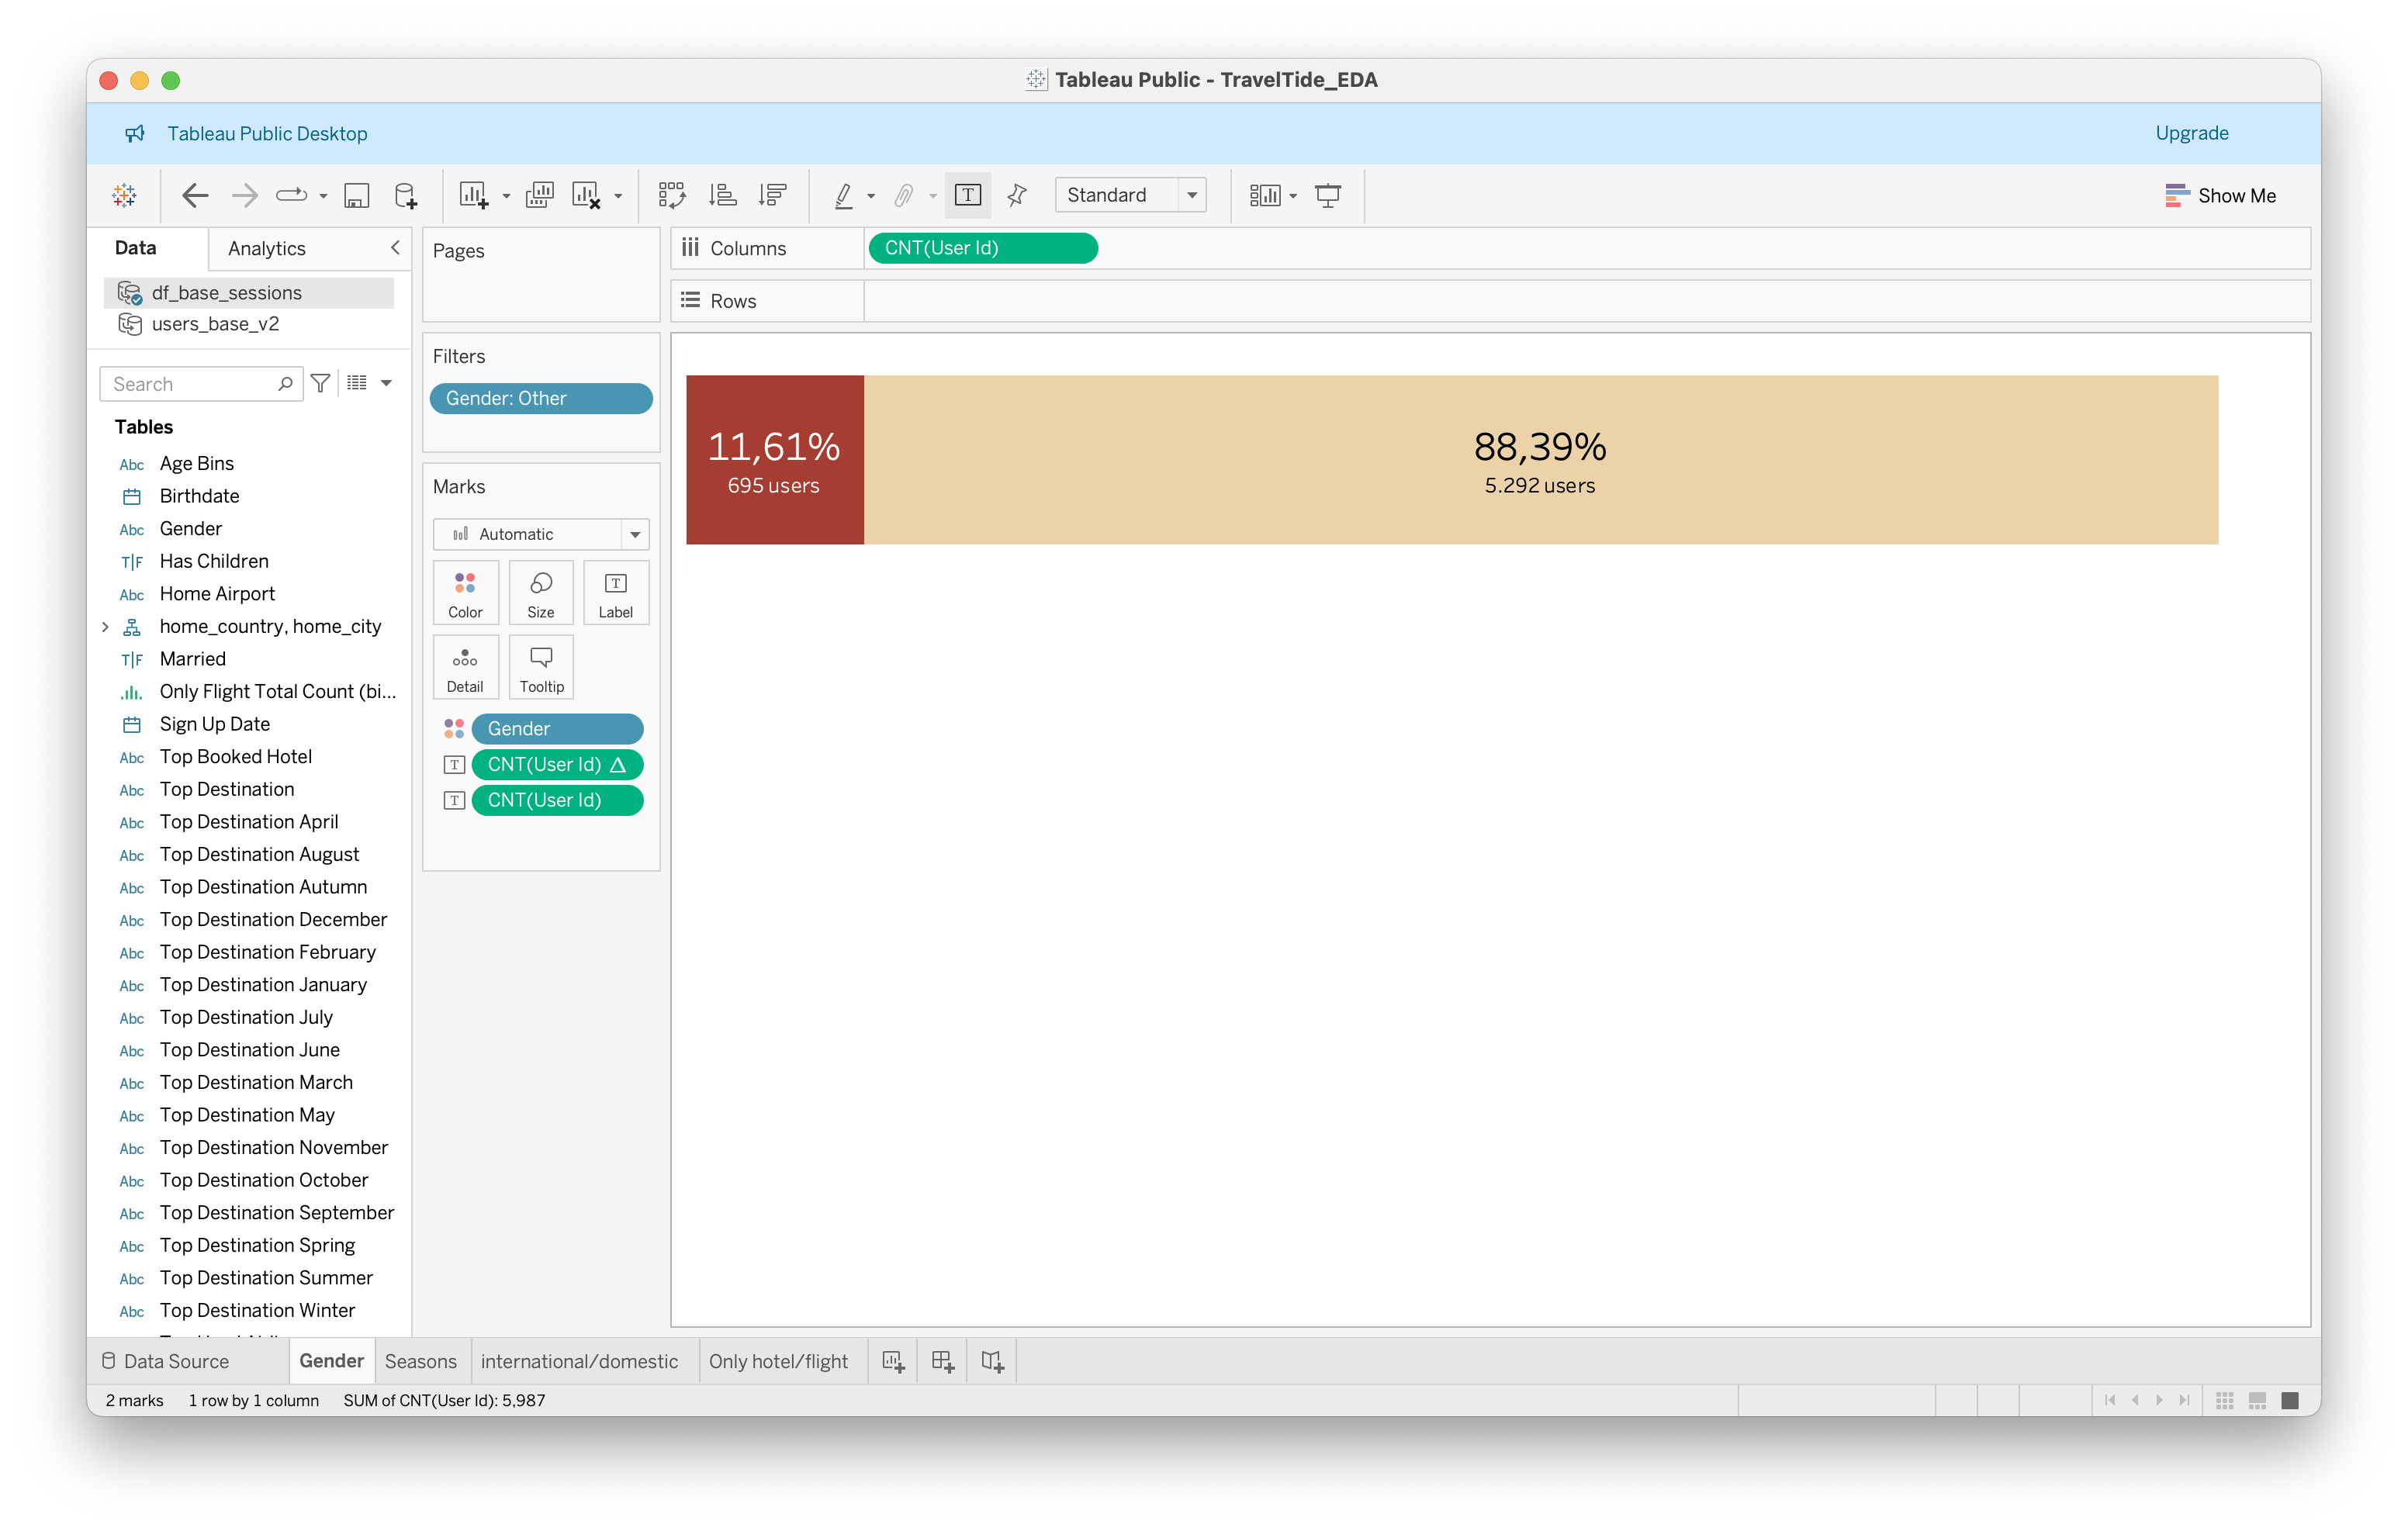 Tableau Public - TravelTide_EDA
Tableau Public Desktop
Upgrade
Standard
Show Me
Data
Analytics
df_base_sessions
users_base_v2
Search
Tables
Abc Age Bins
Birthdate
Abc Gender
T|F Has Children
Abc Home Airport
home_country, home_city
T|F Married
Only Flight Total Count (bi...
Sign Up Date
Abc Top Booked Hotel
Abc Top Destination
Abc Top Destination April
Abc Top Destination August
Abc Top Destination Autumn
Abc Top Destination December
Abc Top Destination February
Abc Top Destination January
Abc Top Destination July
Abc Top Destination June
Abc Top Destination March
Abc Top Destination May
Abc Top Destination November
Abc Top Destination October
Abc Top Destination September
Abc Top Destination Spring
Abc Top Destination Summer
Abc Top Destination Winter
Pages
Filters
Gender: Other
Marks
Automatic
Color
Size
T
Label
Detail
Tooltip
Gender
T CNT(User Id) Δ
T CNT(User Id)
Columns
CNT(User Id)
Rows
11,61%
695 users
88,39%
5.292 users
Data Source
Gender
Seasons
international/domestic
Only hotel/flight
2 marks
1 row by 1 column
SUM of CNT(User Id): 5,987